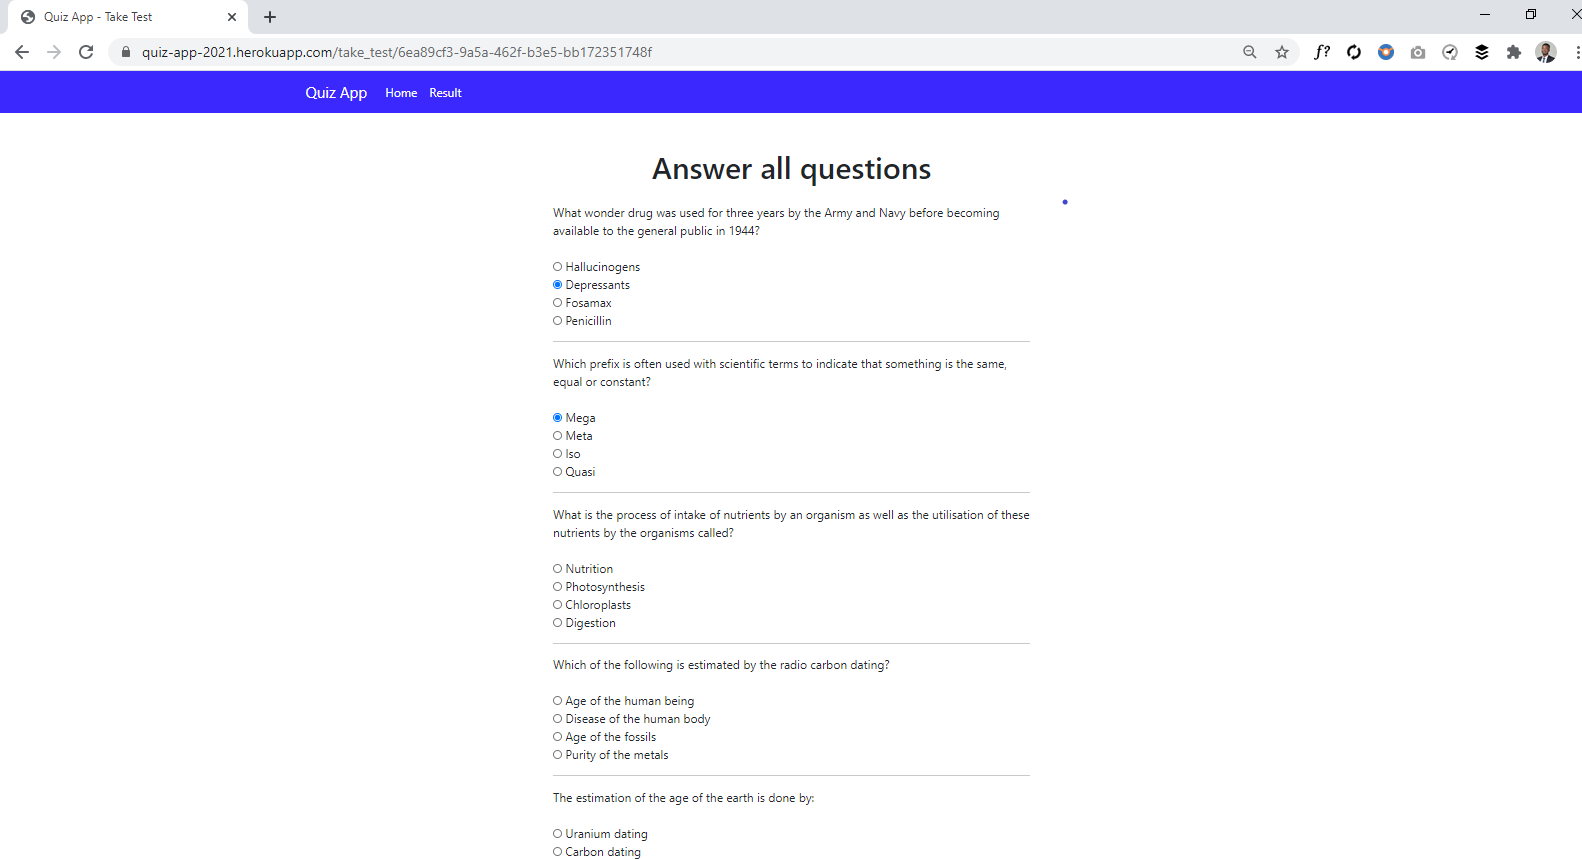 Quiz App - Take Test
quiz-app-2021.herokuapp.com/take_test/6ea89cf3-9a5a-462f-b3e5-bb172351748f
f?
Quiz App Home Result
Answer all questions
What wonder drug was used for three years by the Army and Navy before becoming
available to the general public in 1944?
Hallucinogens
Depressants
Fosamax
Penicillin
Which prefix is often used with scientific terms to indicate that something is the same,
equal or constant?
Mega
Meta
Iso
Quasi
What is the process of intake of nutrients by an organism as well as the utilisation of these
nutrients by the organisms called?
Nutrition
Photosynthesis
Chloroplasts
Digestion
Which of the following is estimated by the radio carbon dating?
Age of the human being
Disease of the human body
Age of the fossils
Purity of the metals
The estimation of the age of the earth is done by:
Uranium dating
Carbon dating